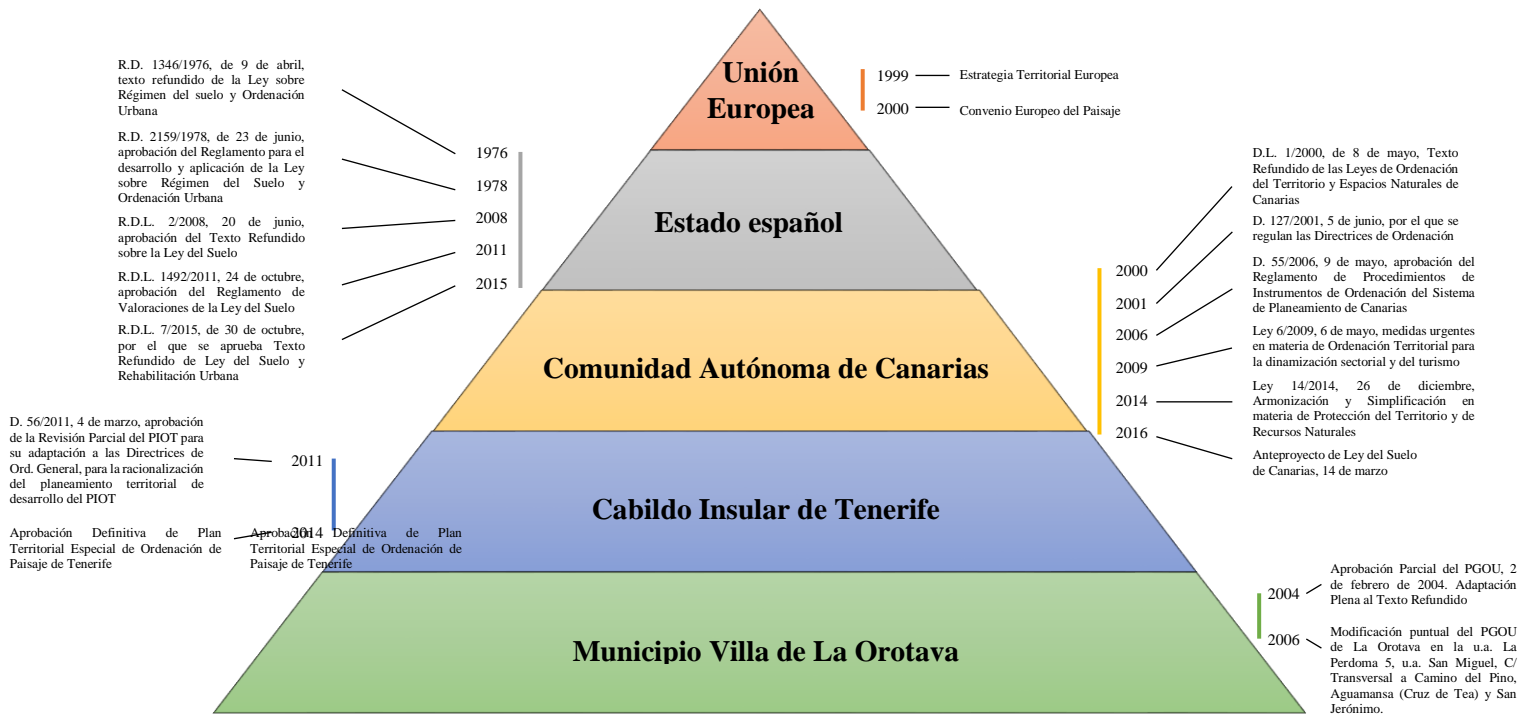 Unión
Europea
1999
Estrategia Territorial Europea
2000
Convenio Europeo del Paisaje
R.D. 1346/1976, de 9 de abril,
texto refundido de la Ley sobre
Régimen del suelo y Ordenación
Urbana
R.D. 2159/1978, de 23 de junio,
aprobación del Reglamento para el
desarrollo y aplicación de la Ley
sobre Régimen del Suelo y
Ordenación Urbana
R.D.L. 2/2008, 20 de junio,
aprobación del Texto Refundido
sobre la Ley del Suelo
R.D.L. 1492/2011, 24 de octubre,
aprobación del Reglamento de
Valoraciones de la Ley del Suelo
R.D.L. 7/2015, de 30 de octubre,
por el que se aprueba Texto
Refundido de Ley del Suelo y
Rehabilitación Urbana
1976
1978
2008
2011
2015
Estado español
2000
2001
2006
2009
2014
2016
D.L. 1/2000, de 8 de mayo, Texto
Refundido de las Leyes de Ordenación
del Territorio y Espacios Naturales de
Canarias
D. 127/2001, 5 de junio, por el que se
regulan las Directrices de Ordenación
D. 55/2006, 9 de mayo, aprobación del
Reglamento de Procedimientos de
Instrumentos de Ordenación del Sistema
de Planeamiento de Canarias
Ley 6/2009, 6 de mayo, medidas urgentes
en materia de Ordenación Territorial para
la dinamización sectorial y del turismo
Ley 14/2014, 26 de diciembre,
Armonización y Simplificación en
materia de Protección del Territorio y de
Recursos Naturales
Anteproyecto de Ley del Suelo
de Canarias, 14 de marzo
Comunidad Autónoma de Canarias
D. 56/2011, 4 de marzo, aprobación
de la Revisión Parcial del PIOT para
su adaptación a las Directrices de
Ord. General, para la racionalización
del planeamiento territorial de
desarrollo del PIOT
2011
Aprobación Definitiva de Plan
Territorial Especial de Ordenación de
Paisaje de Tenerife
2014
Aprobación Definitiva de Plan
Territorial Especial de Ordenación de
Paisaje de Tenerife
Cabildo Insular de Tenerife
2004
2006
Aprobación Parcial del PGOU, 2
de febrero de 2004. Adaptación
Plena al Texto Refundido
Modificación puntual del PGOU
de La Orotava en la u.a. La
Perdoma 5, u.a. San Miguel, C/
Transversal a Camino del Pino,
Aguamansa (Cruz de Tea) y San
Jerónimo.
Municipio Villa de La Orotava